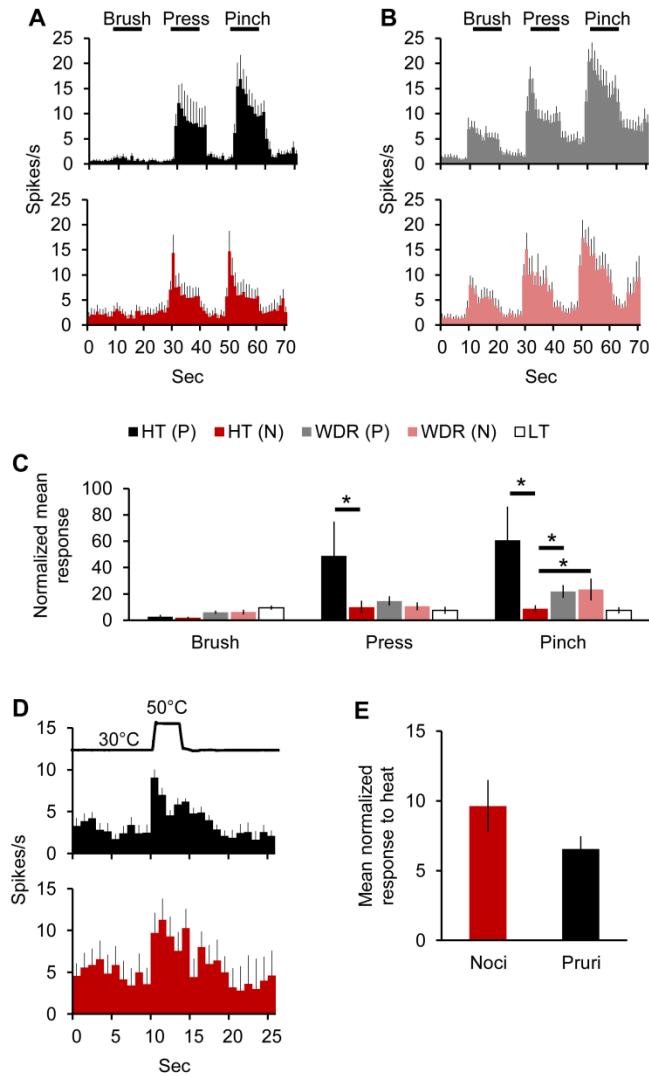 A Brush Press Pinch
B Brush Press Pinch
25
20
15
10
5
0
25
20
15
10
5
0
Spikes/s
0 10 20 30 40 50 60 70
Sec
25
20
15
10
5
0
25
20
15
10
5
0
Spikes/s
0 10 20 30 40 50 60 70
Sec
HT (P) HT (N) WDR (P) WDR (N) LT
C
Normalized mean
response
100
80
60
40
20
0
* * * *
Brush Press Pinch
D
50°C
30°C
15
10
5
0
15
10
5
0
Spikes/s
0 5 10 15 20 25
Sec
E
Mean normalized
response to heat
15
10
5
0
Noci Pruri